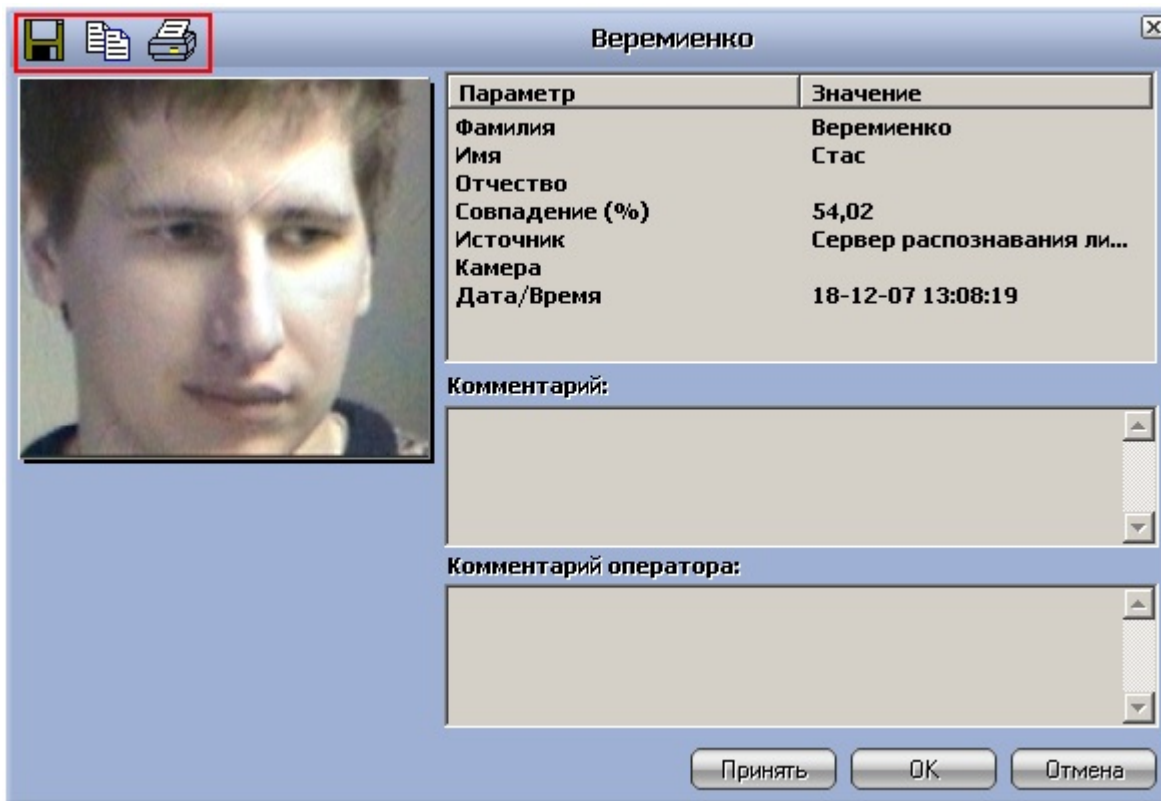 Веремиенко
Параметр Значение
Фамилия Веремиенко
Имя Стас
Отчество
Совпадение (%) 54,02
Источник Сервер распознавания ли...
Камера
Дата/Время 18-12-07 13:08:19
Комментарий:
Комментарий оператора:
Принять OK Отмена